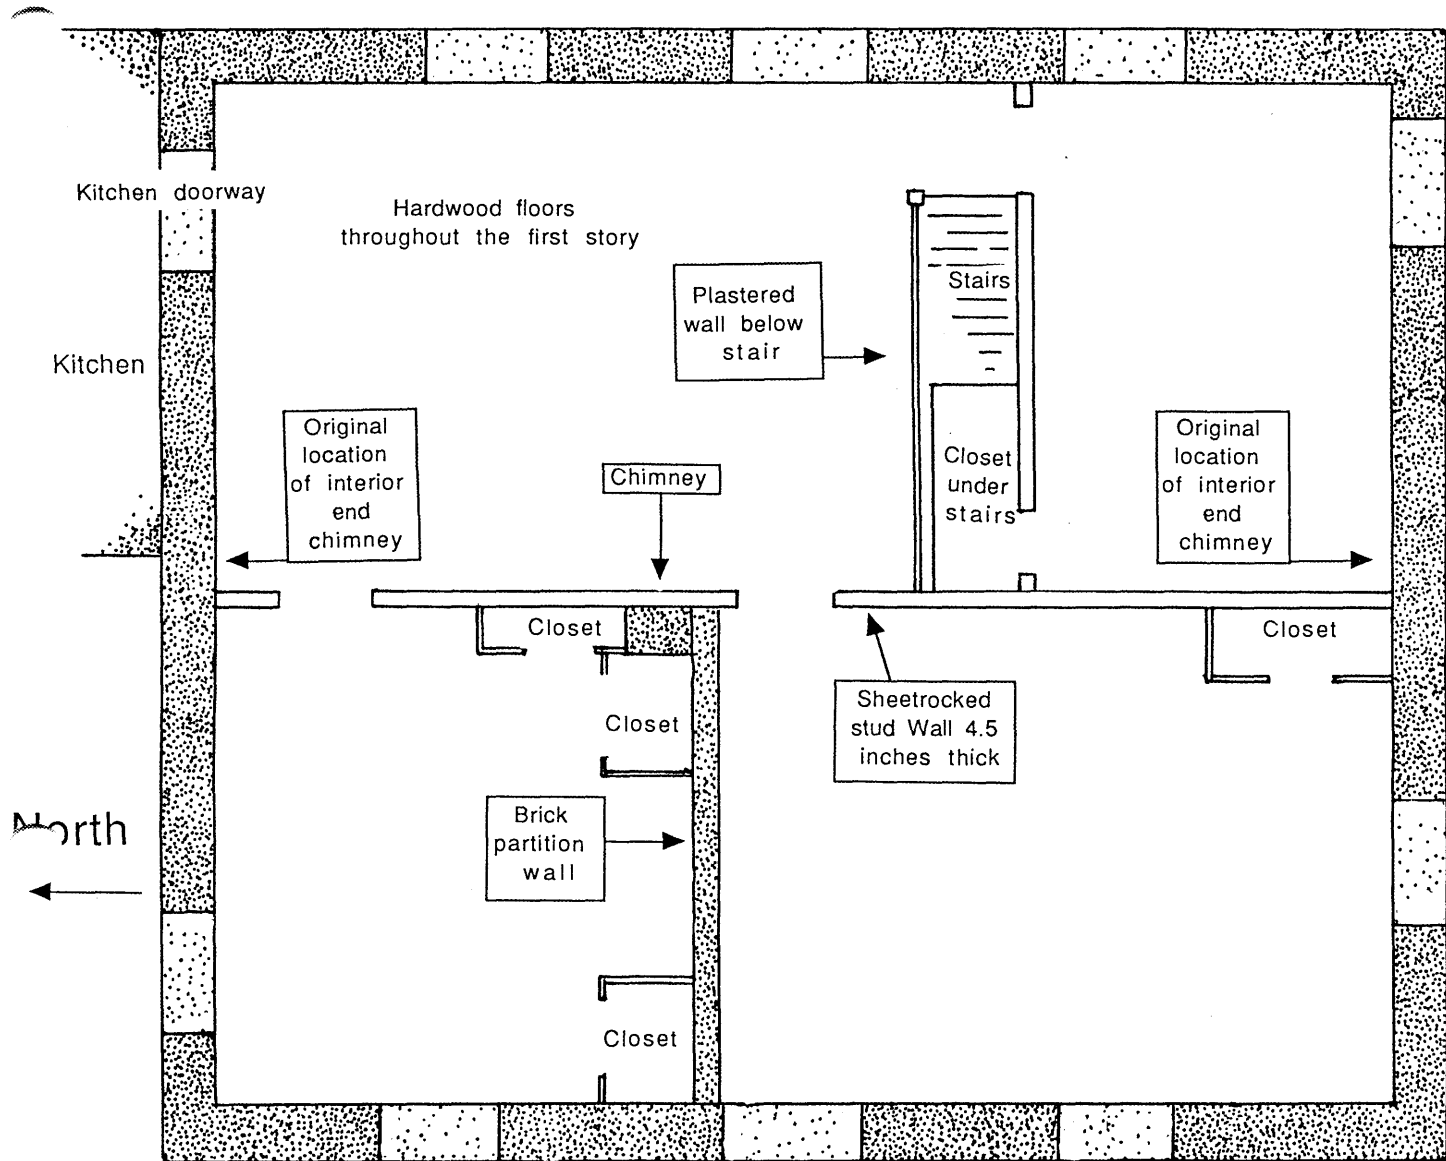 Kitchen doorway
Hardwood floors
throughout the first story
Plastered
wall below
stair
Stairs
Kitchen
Original
location
of interior
end
chimney
Chimney
Closet
under
stairs
Original
location
of interior
end
chimney
Closet
Closet
Closet
Sheetrocked
stud Wall 4.5
inches thick
Brick
partition
wall
North
Closet